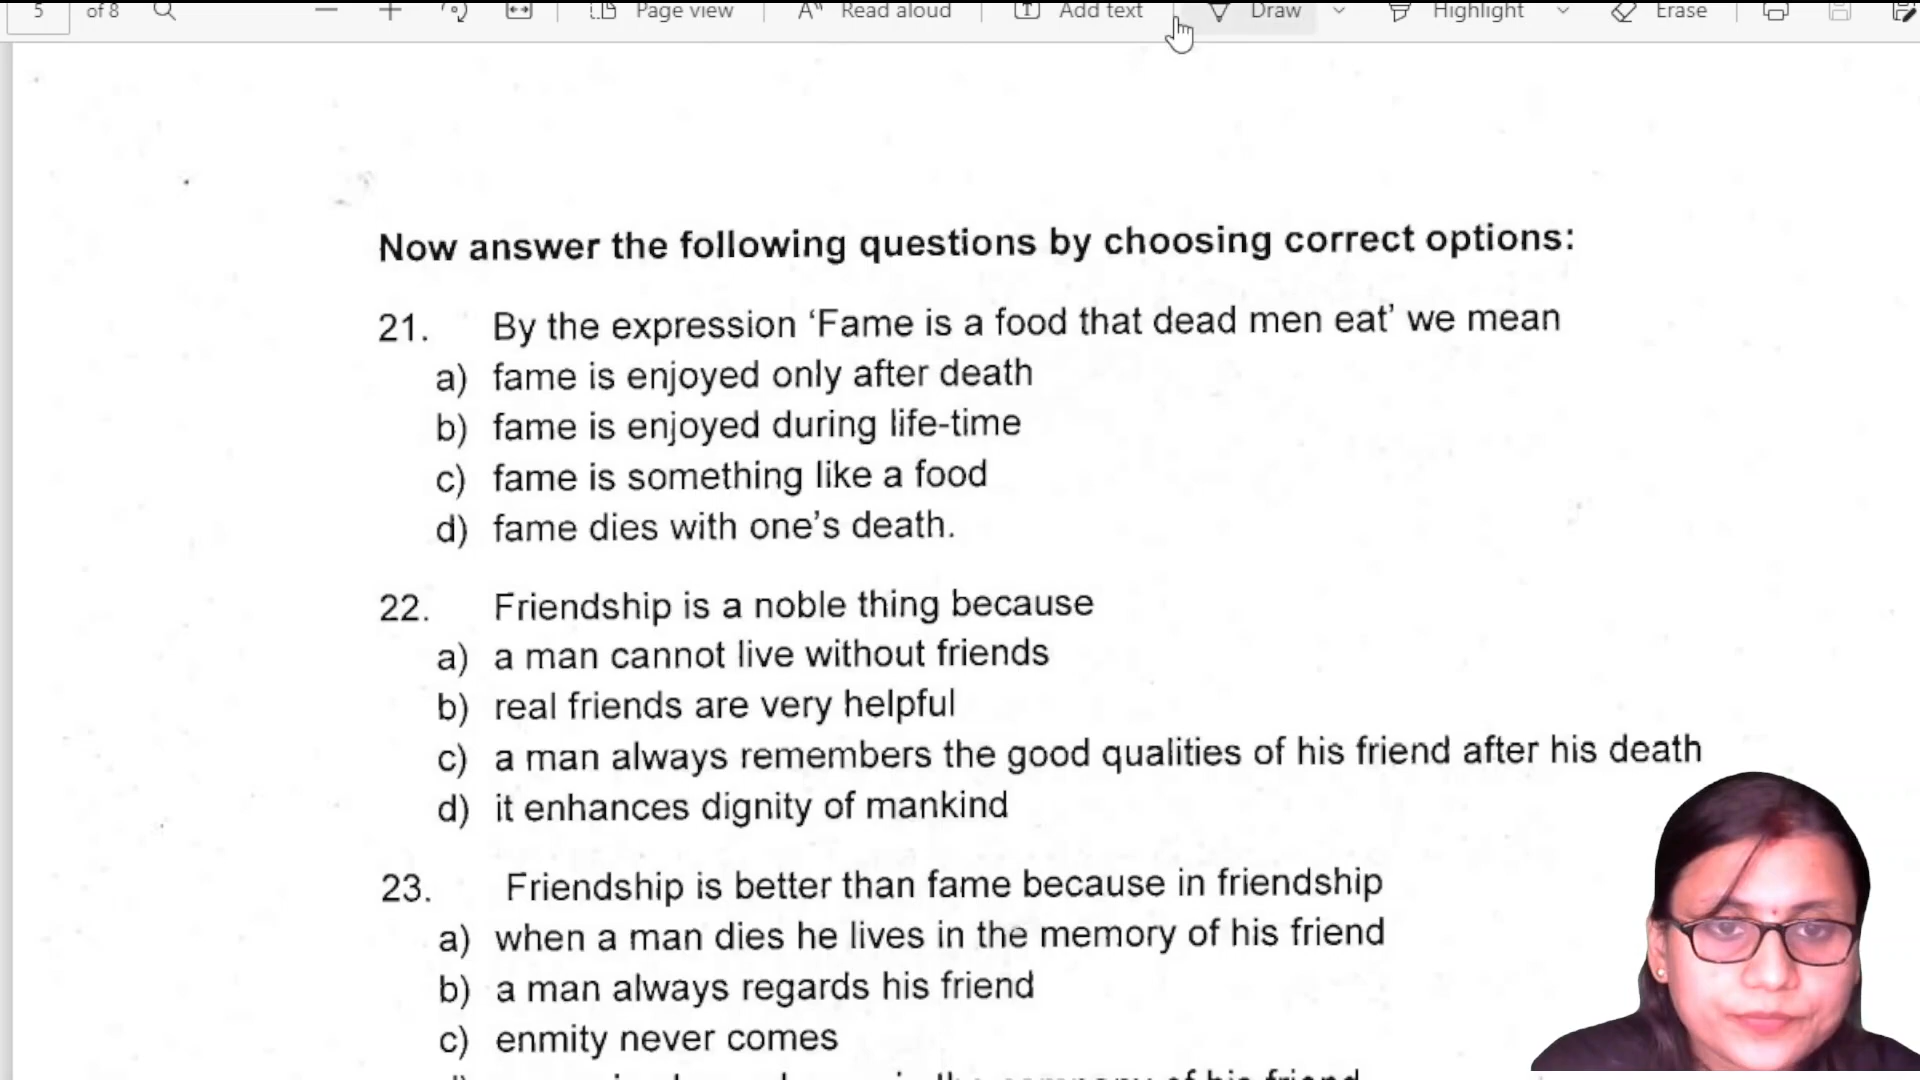 5 of 8 Page view Read aloud Add text Draw Highlight Erase
Now answer the following questions by choosing correct options:
21. By the expression ‘Fame is a food that dead men eat’ we mean
a) fame is enjoyed only after death
b) fame is enjoyed during life-time
c) fame is something like a food
d) fame dies with one’s death.
22. Friendship is a noble thing because
a) a man cannot live without friends
b) real friends are very helpful
c) a man always remembers the good qualities of his friend after his death
d) it enhances dignity of mankind
23. Friendship is better than fame because in friendship
a) when a man dies he lives in the memory of his friend
b) a man always regards his friend
c) enmity never comes
of his friend